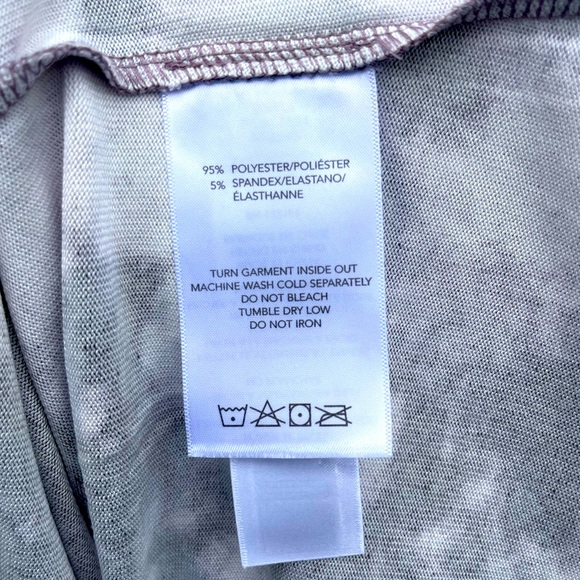 95% POLYESTER/POLIÉSTER
5% SPANDEX/ELASTANO/
ÉLASTHANNE
TURN GARMENT INSIDE OUT
MACHINE WASH COLD SEPARATELY
DO NOT BLEACH
TUMBLE DRY LOW
DO NOT IRON